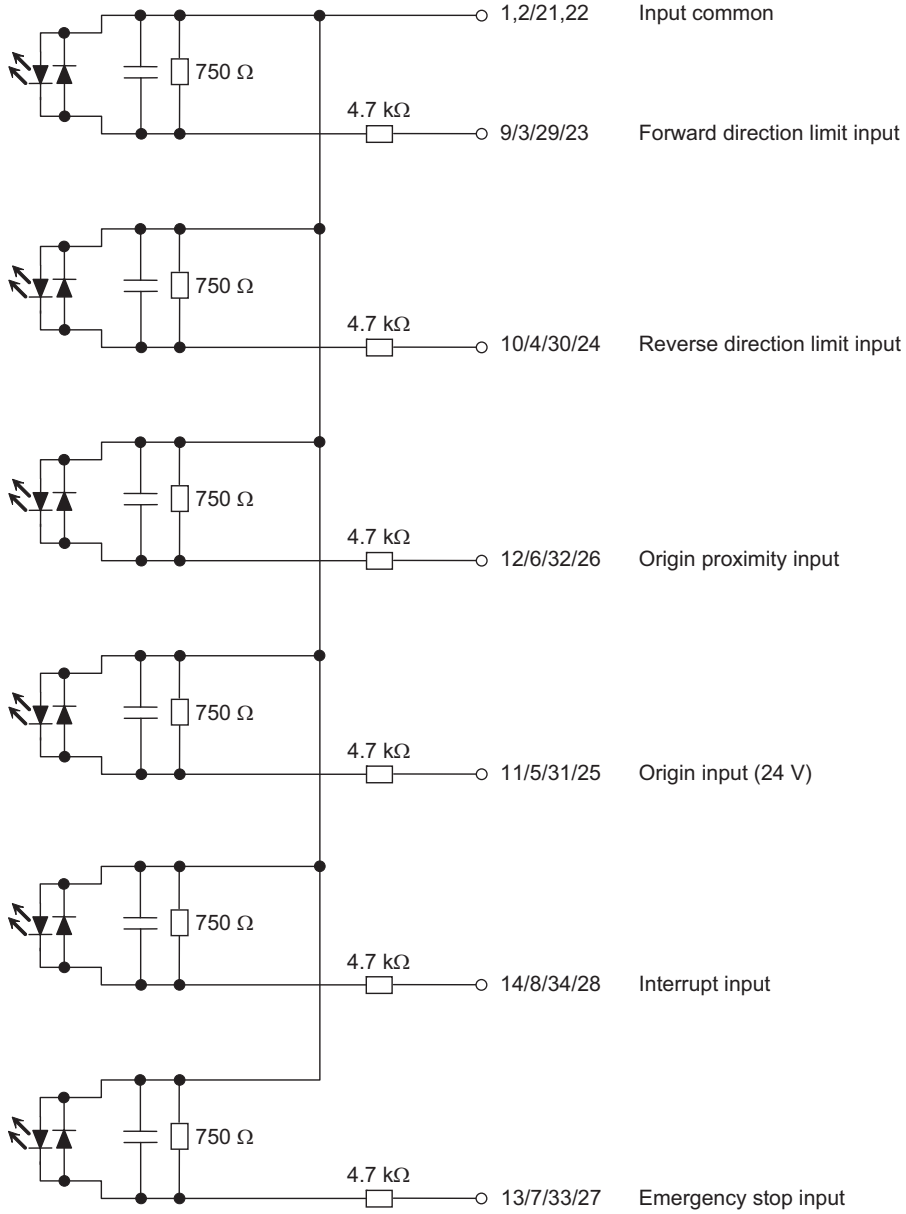 1,2/21,22 Input common
750 Ω
4.7 kΩ
9/3/29/23 Forward direction limit input
750 Ω
4.7 kΩ
10/4/30/24 Reverse direction limit input
750 Ω
4.7 kΩ
12/6/32/26 Origin proximity input
750 Ω
4.7 kΩ
11/5/31/25 Origin input (24 V)
750 Ω
4.7 kΩ
14/8/34/28 Interrupt input
750 Ω
4.7 kΩ
13/7/33/27 Emergency stop input